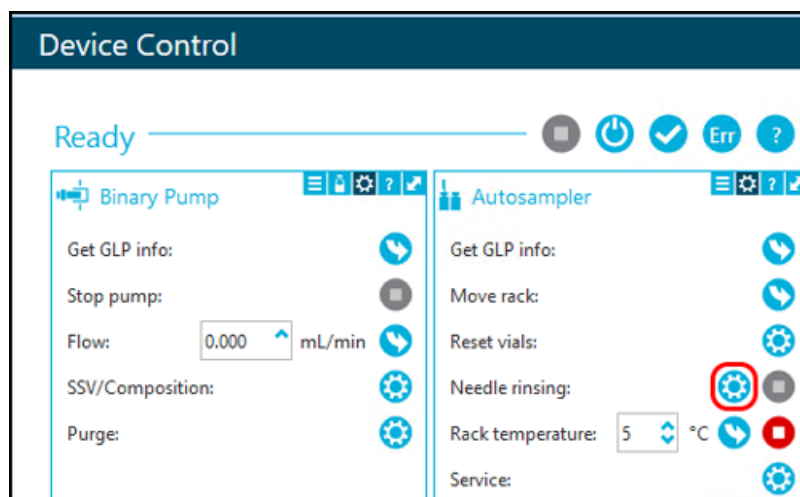 Device Control
Ready
Err ?
Binary Pump
?
Get GLP info:
Stop pump:
Flow: 0.000 mL/min
SSV/Composition:
Purge:
Autosampler
?
Get GLP info:
Move rack:
Reset vials:
Needle rinsing:
Rack temperature: 5 °C
Service: